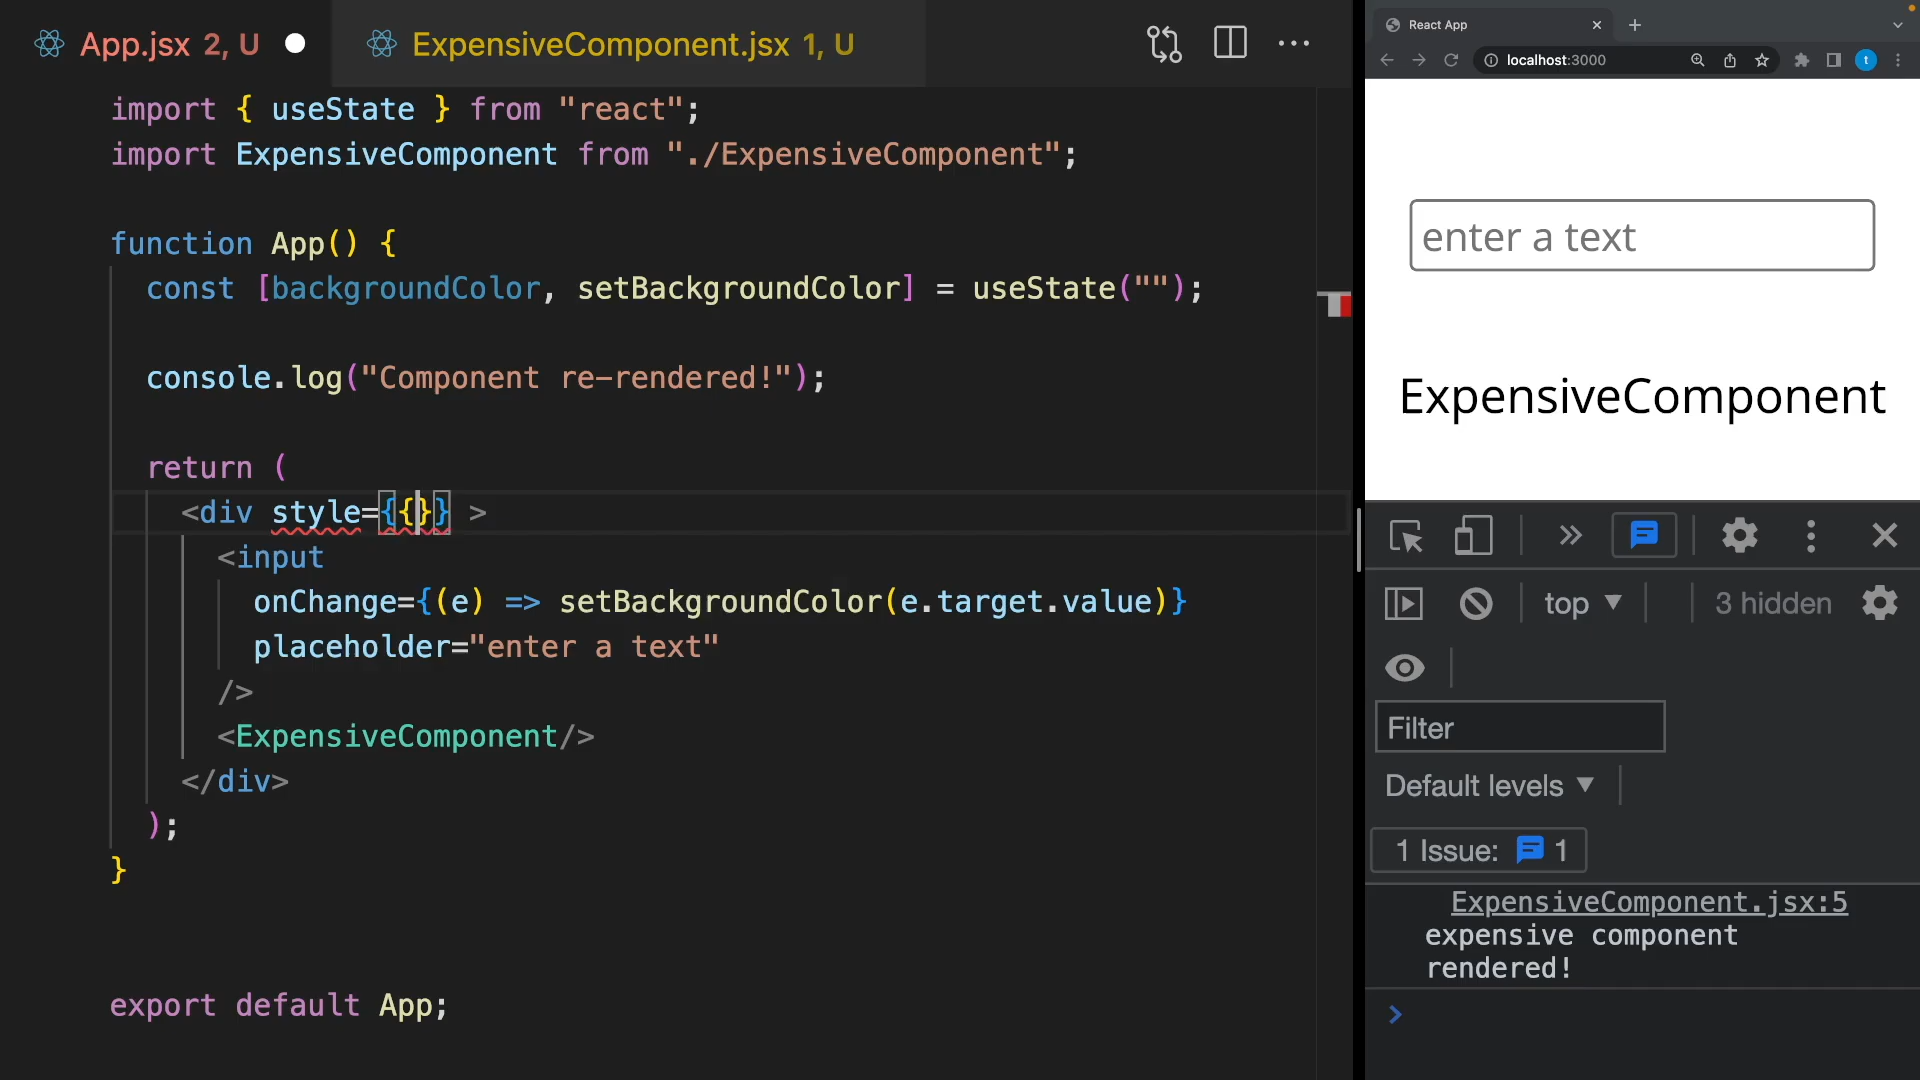 App.jsx 2, U
ExpensiveComponent.jsx 1, U
import { useState } from "react";
import ExpensiveComponent from "./ExpensiveComponent";
function App() {
const [backgroundColor, setBackgroundColor] = useState("");
console.log("Component re-rendered!");
return (
<div style={{}} >
<input
onChange={(e) => setBackgroundColor(e.target.value)}
placeholder="enter a text"
/>
<ExpensiveComponent/>
</div>
);
}
export default App;
React App
localhost:3000
t
enter a text
ExpensiveComponent
top
3 hidden
Filter
Default levels
1 Issue: 1
ExpensiveComponent.jsx:5
expensive component
rendered!